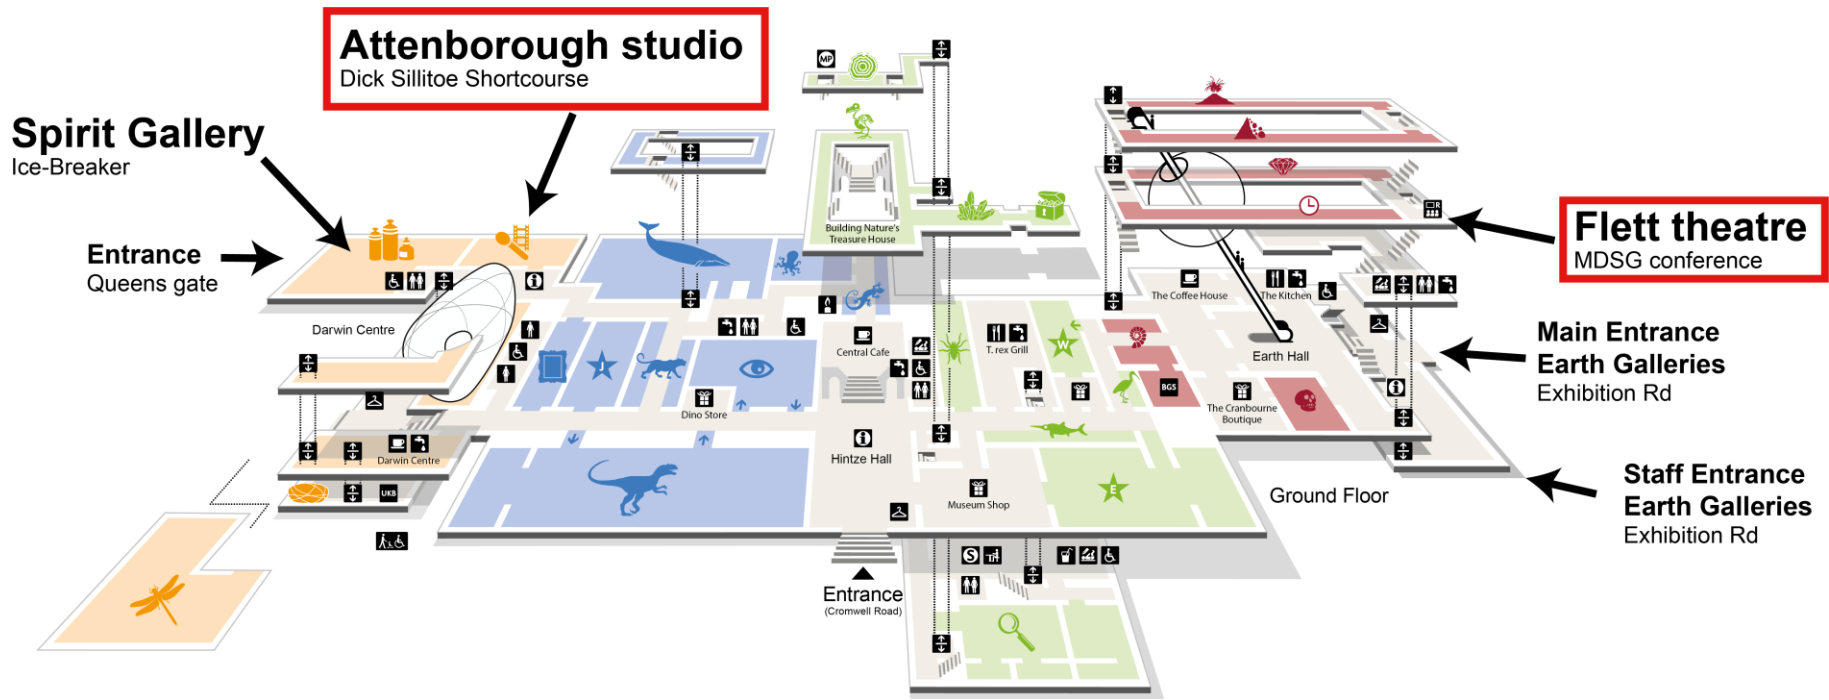 Attenborough studio
Dick Sillitoe Shortcourse
Spirit Gallery
Ice-Breaker
Entrance
Queens gate
MP
Building Nature's
Treasure House
R
Flett theatre
MDSG conference
The Coffee House
The Kitchen
Darwin Centre
Central Cafe
T. rex Grill
W
Earth Hall
Main Entrance
Earth Galleries
Exhibition Rd
J
BGS
Dino Store
The Cranbourne
Boutique
Hintze Hall
Darwin Centre
UKB
Museum Shop
E
Ground Floor
Staff Entrance
Earth Galleries
Exhibition Rd
S
Entrance
(Cromwell Road)